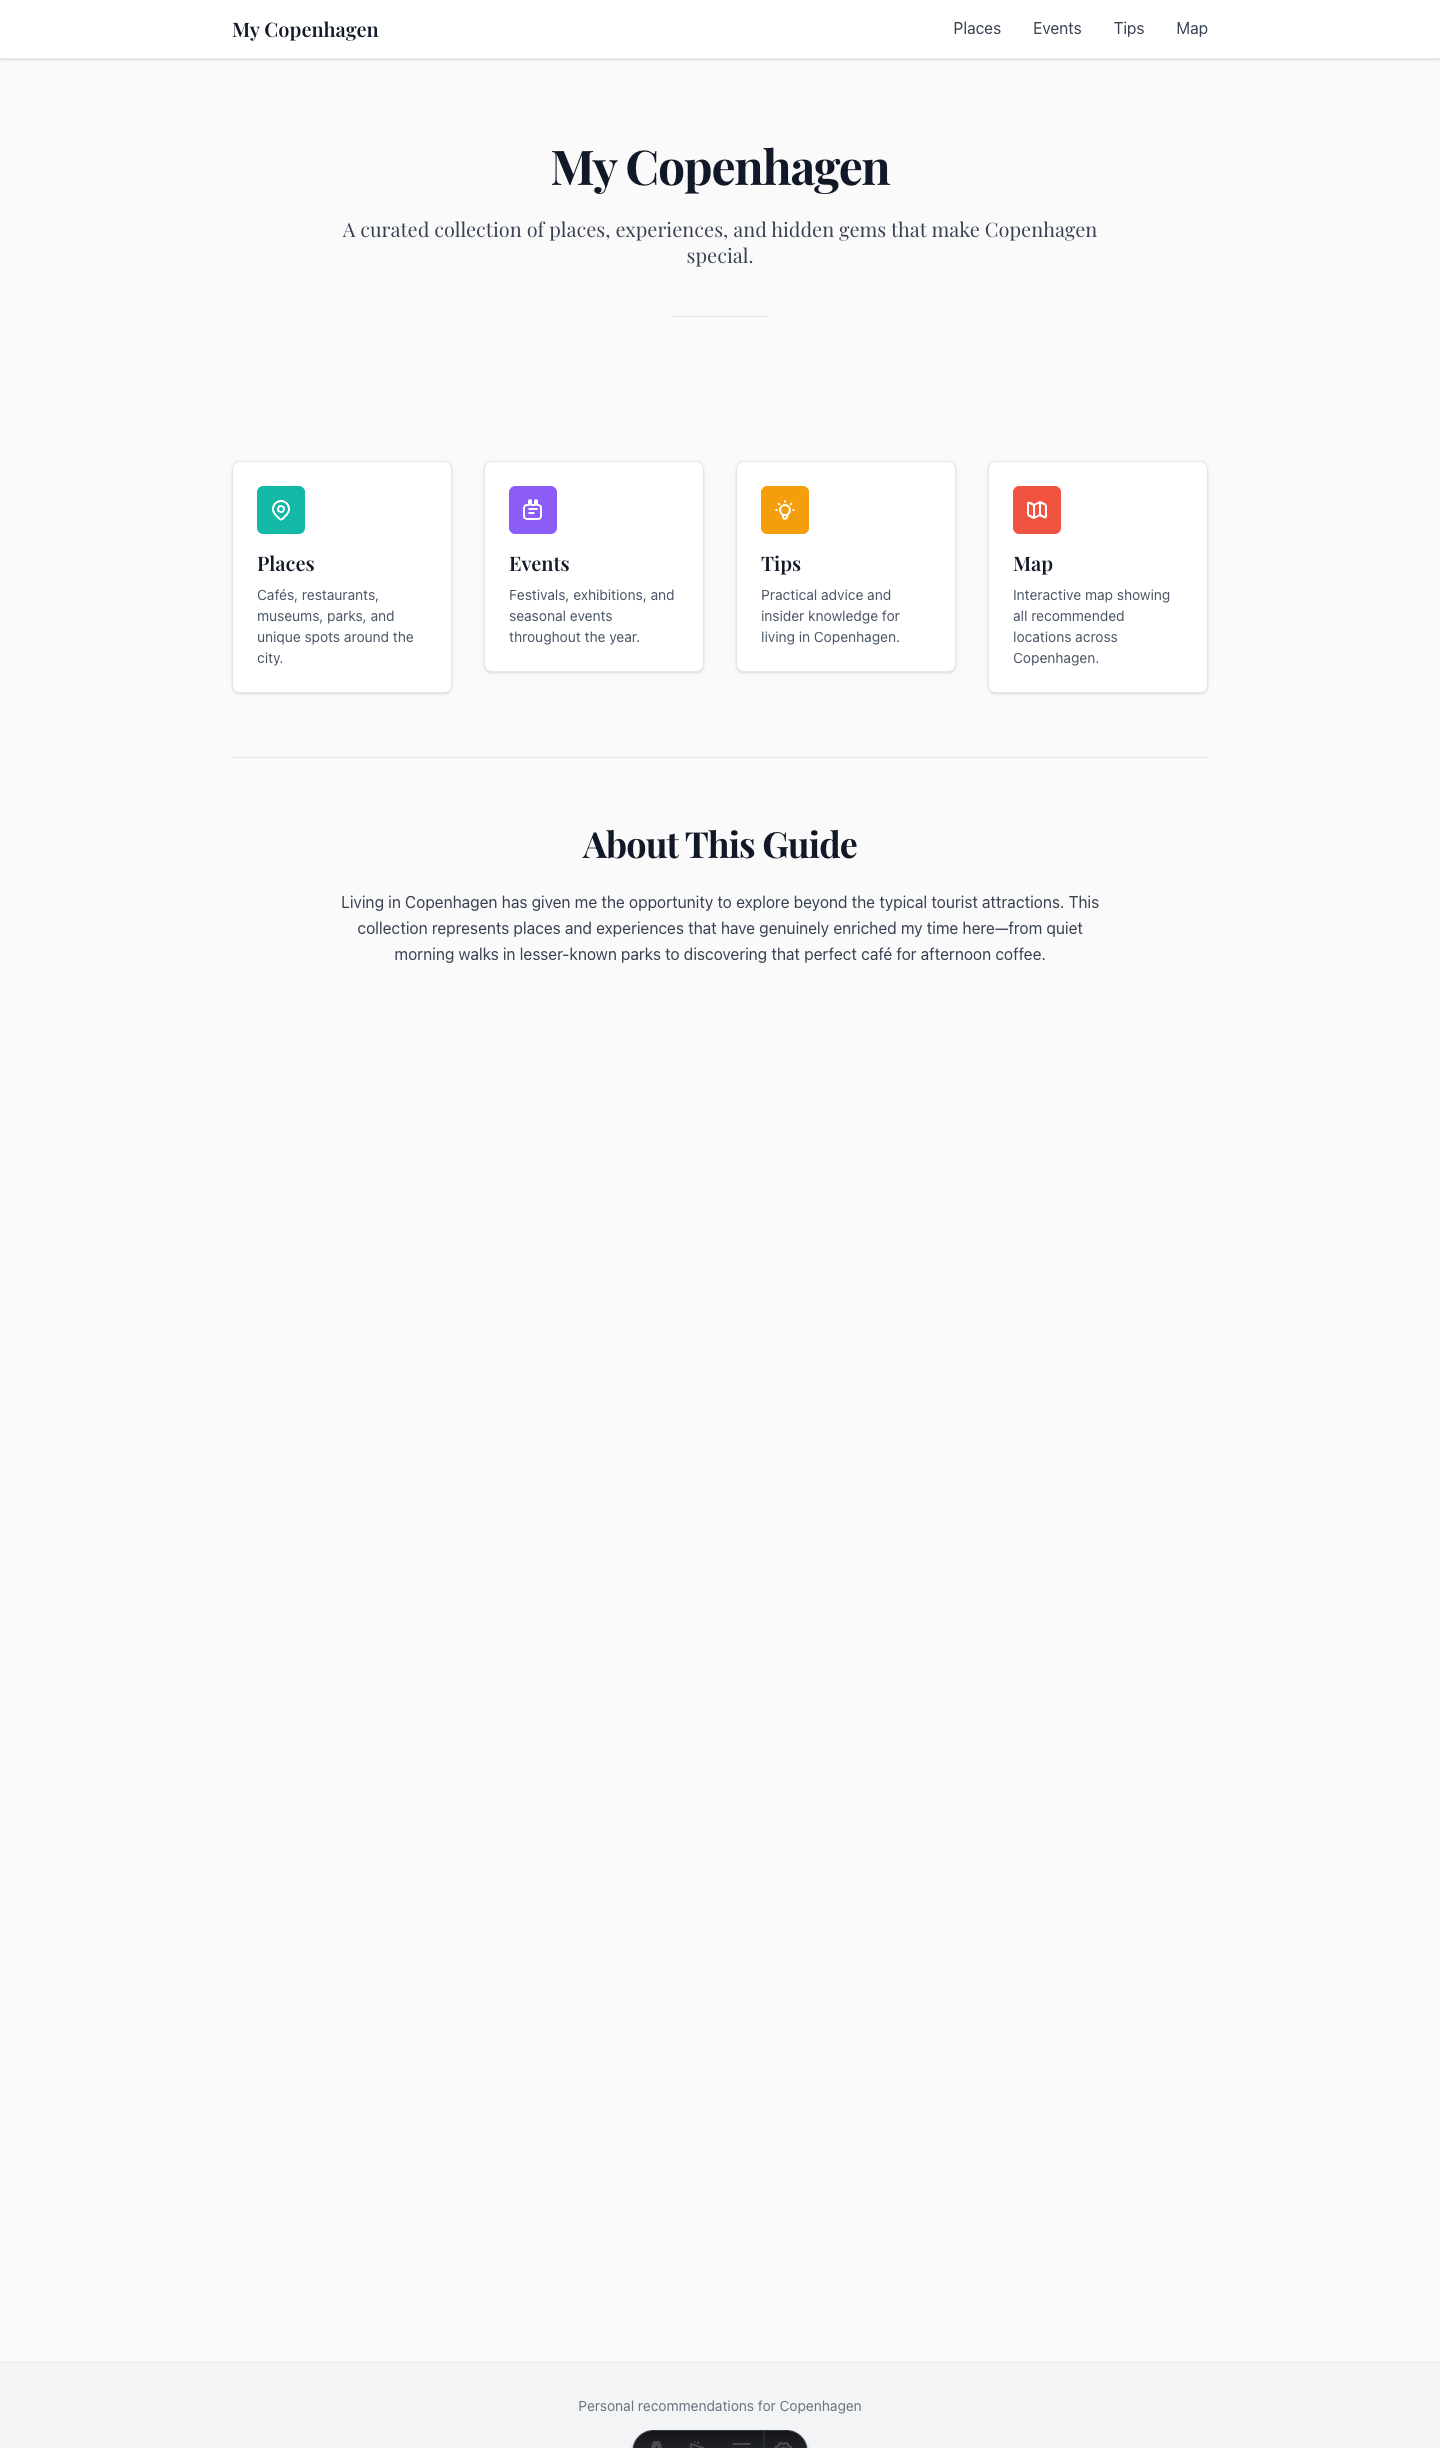 My Copenhagen
Places Events Tips Map
My Copenhagen
A curated collection of places, experiences, and hidden gems that make Copenhagen
special.
Places
Cafés, restaurants,
museums, parks, and
unique spots around the
city.
Events
Festivals, exhibitions, and
seasonal events
throughout the year.
Tips
Practical advice and
insider knowledge for
living in Copenhagen.
Map
Interactive map showing
all recommended
locations across
Copenhagen.
About This Guide
Living in Copenhagen has given me the opportunity to explore beyond the typical tourist attractions. This
collection represents places and experiences that have genuinely enriched my time here—from quiet
morning walks in lesser-known parks to discovering that perfect café for afternoon coffee.
Personal recommendations for Copenhagen